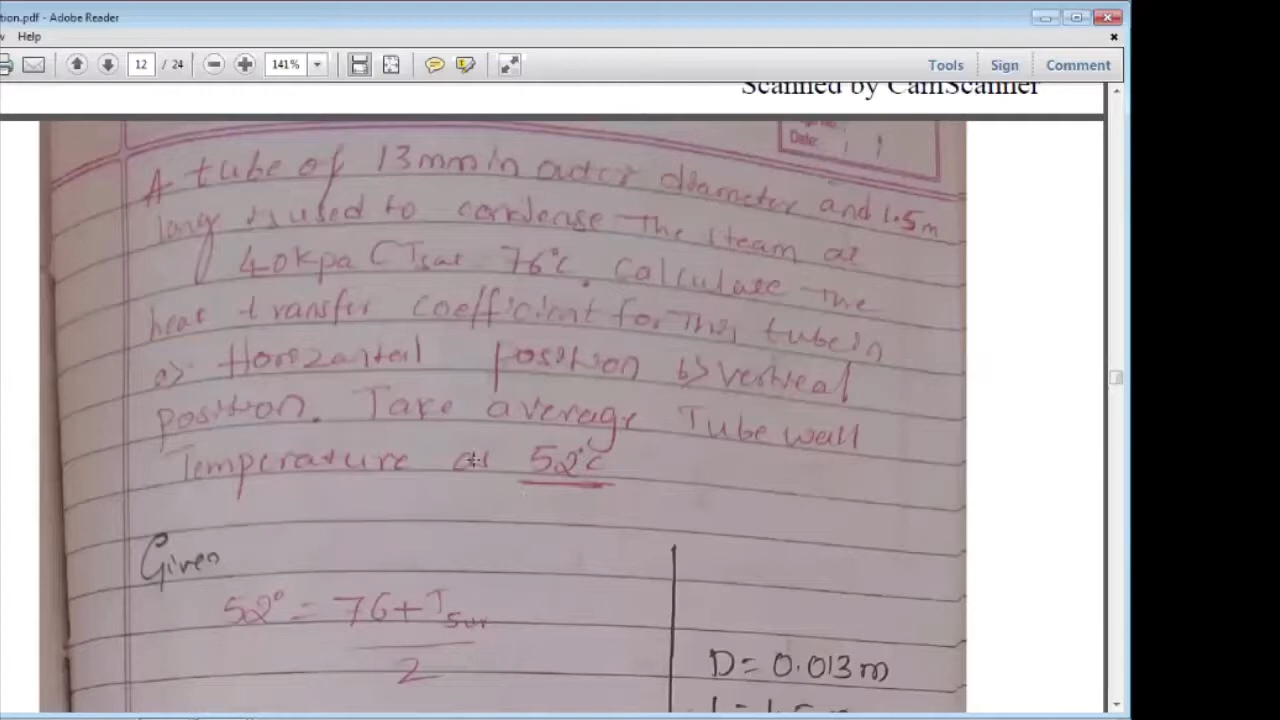 tion.pdf - Adobe Reader
Help
12 / 24
141%
Tools
Sign
Comment
Scanned by CamScanner
Date:
A tube of 13mm in outer diameter and 1.5m
long is used to condense the steam at
40kpa (Tsat 76°C. Calculate the
heat transfer coefficient for this tube in
a> Horizontal position b> vertical
position. Take average Tube wall
Temperature as 52°C
Given
52° = 76 + Tsur
2
D = 0.013m